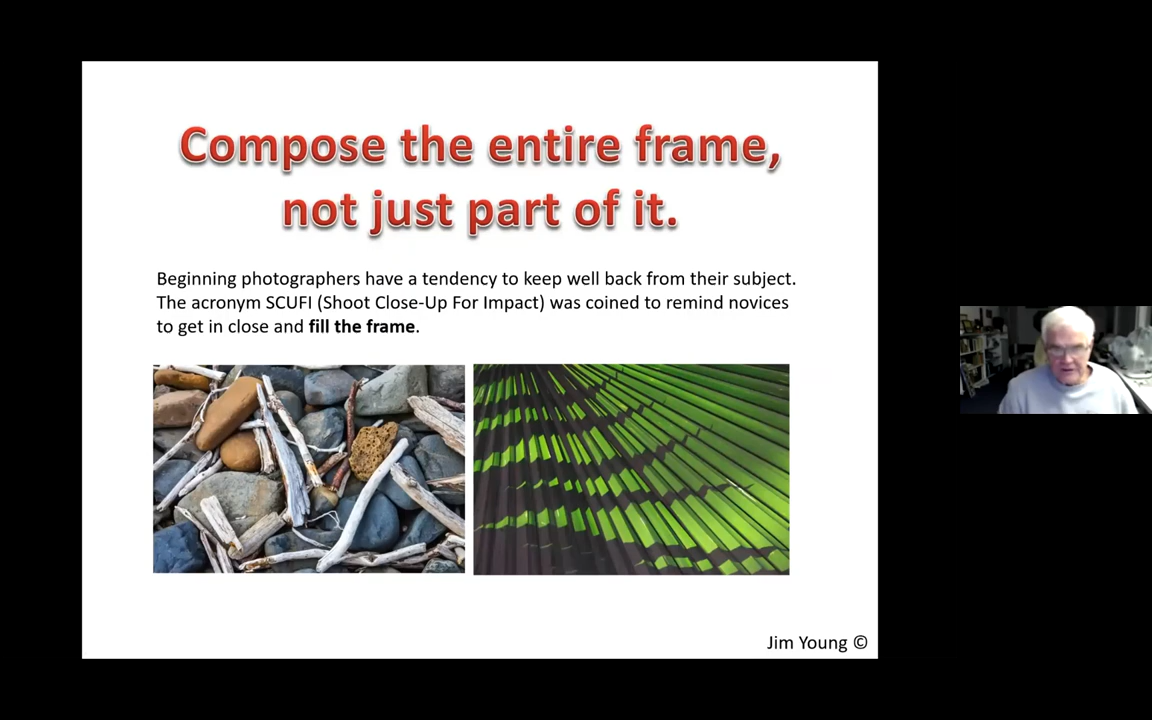 Compose the entire frame,
not just part of it.
Beginning photographers have a tendency to keep well back from their subject.
The acronym SCUFI (Shoot Close-Up For Impact) was coined to remind novices
to get in close and fill the frame.
Jim Young ©